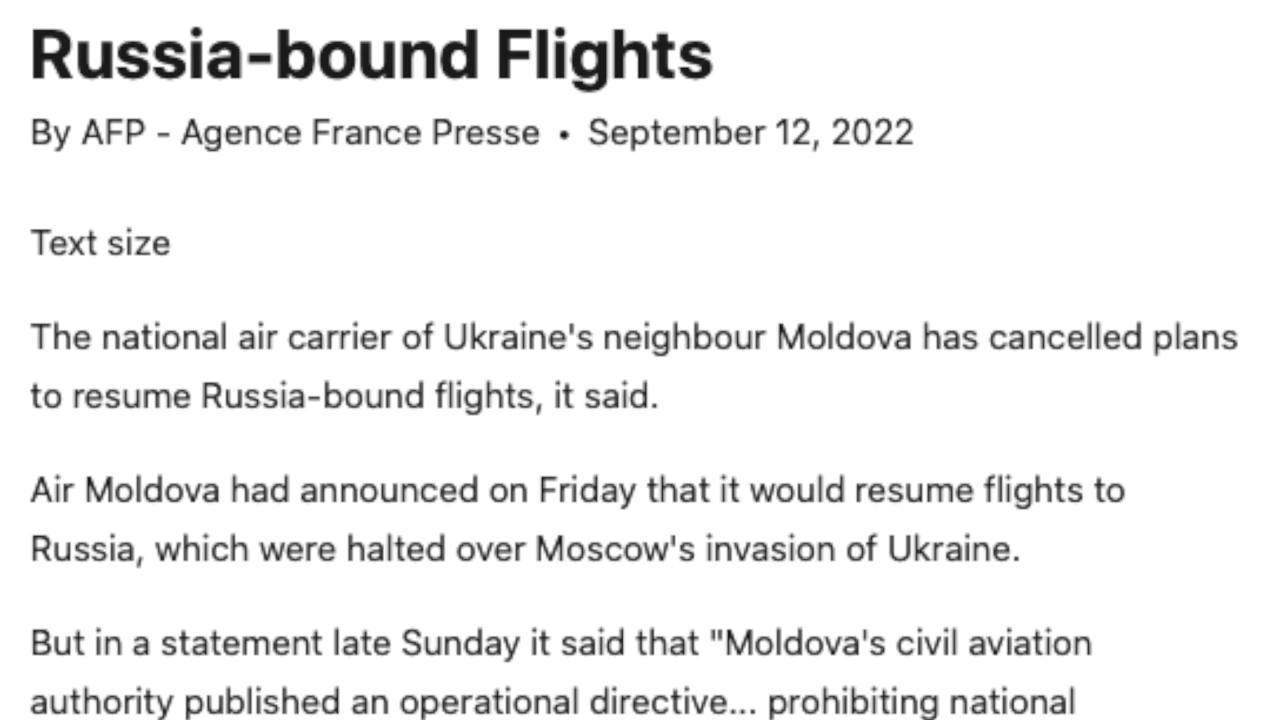 Russia-bound Flights
By AFP - Agence France Presse • September 12, 2022
Text size
The national air carrier of Ukraine's neighbour Moldova has cancelled plans
to resume Russia-bound flights, it said.
Air Moldova had announced on Friday that it would resume flights to
Russia, which were halted over Moscow's invasion of Ukraine.
But in a statement late Sunday it said that "Moldova's civil aviation
authority published an operational directive... prohibiting national